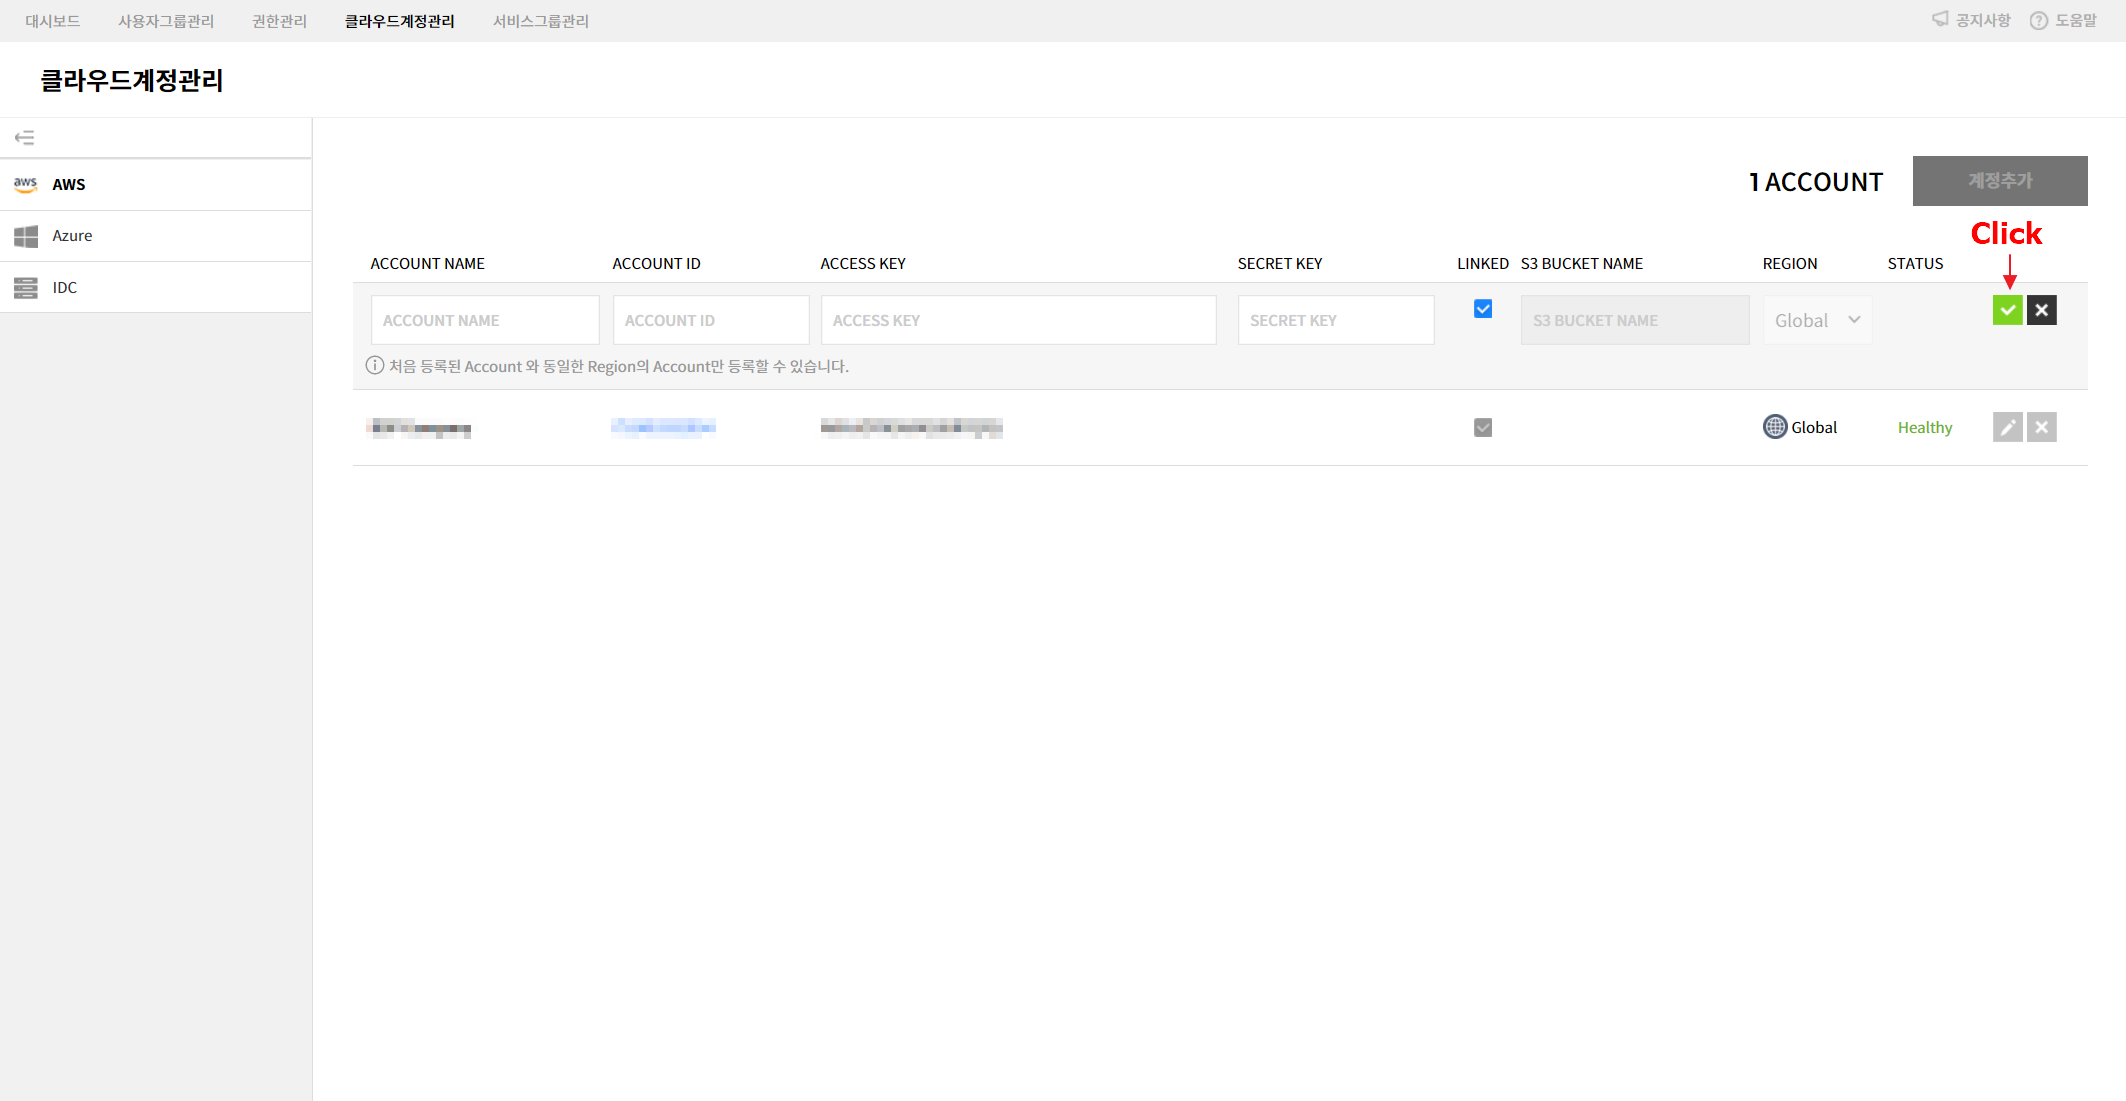 대시보드 사용자그룹관리 권한관리 클라우드계정관리 서비스그룹관리 공지사항 도움말
클라우드계정관리
aws AWS
Azure
IDC
1 ACCOUNT 계정추가
Click
ACCOUNT NAME ACCOUNT ID ACCESS KEY SECRET KEY LINKED S3 BUCKET NAME REGION STATUS
ACCOUNT NAME ACCOUNT ID ACCESS KEY SECRET KEY S3 BUCKET NAME Global
처음 등록된 Account 와 동일한 Region의 Account만 등록할 수 있습니다.
Global Healthy